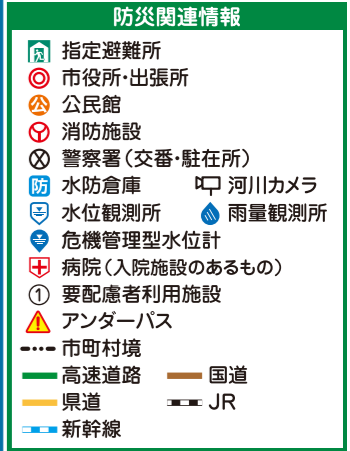 防災関連情報
指定避難所
市役所・出張所
公 公民館
消防施設
警察署（交番・駐在所）
防 水防倉庫 河川カメラ
水位観測所 雨量観測所
危機管理型水位計
病院（入院施設のあるもの）
1 要配慮者利用施設
アンダーパス
市町村境
高速道路 国道
県道 JR
新幹線